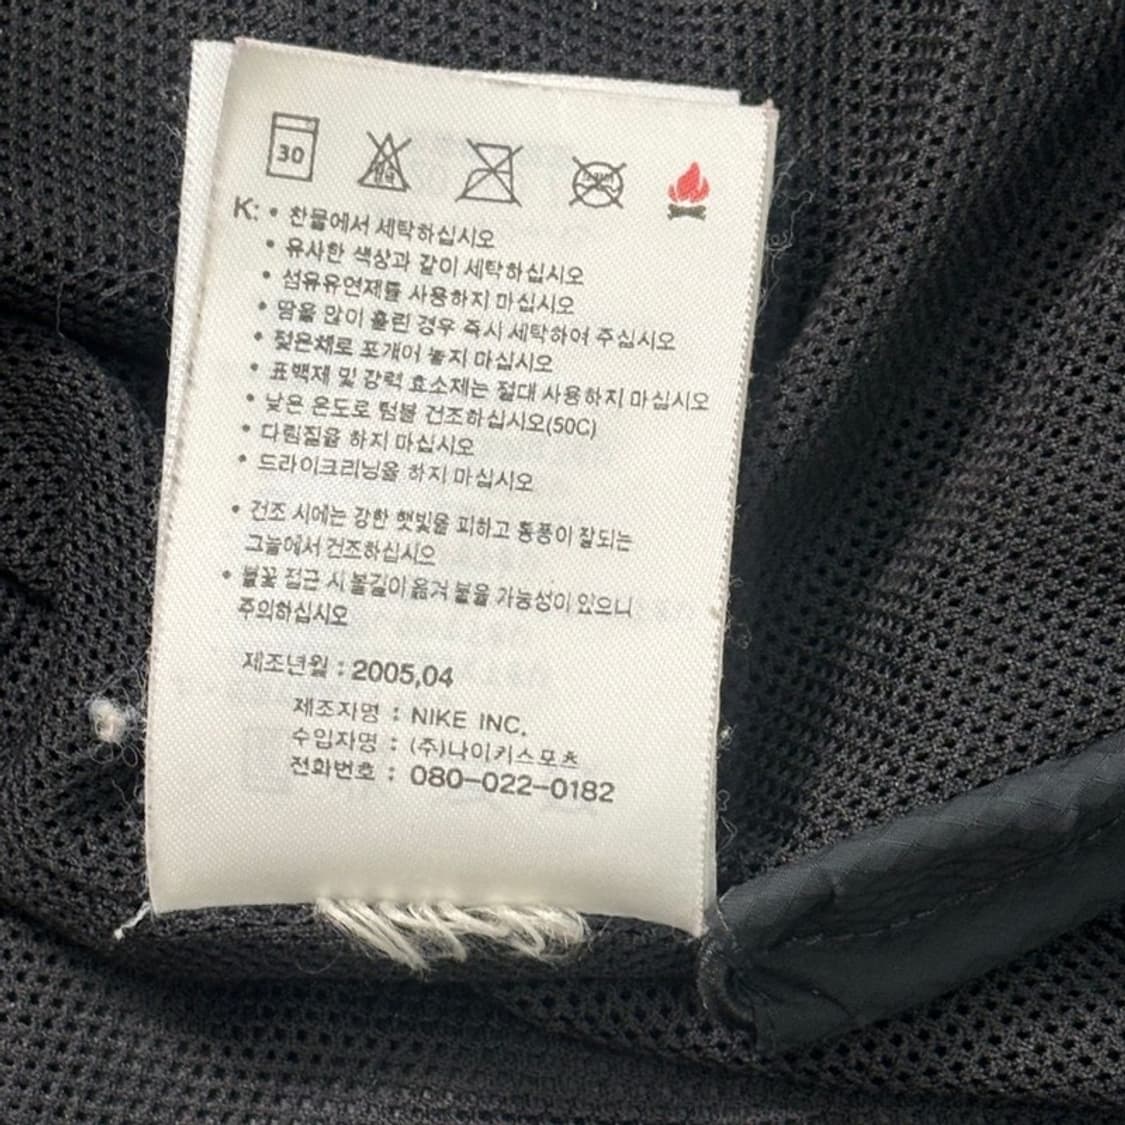 30
K: • 찬물에서 세탁하십시오
• 유사한 색상과 같이 세탁하십시오
• 섬유유연제를 사용하지 마십시오
• 땀을 많이 흘린 경우 즉시 세탁하여 주십시오
• 젖은채로 포개어 놓지 마십시오
• 표백제 및 강력 효소제는 절대 사용하지 마십시오
• 낮은 온도로 텀블 건조하십시오(50C)
• 다림질을 하지 마십시오
• 드라이크리닝을 하지 마십시오
• 건조 시에는 강한 햇빛을 피하고 통풍이 잘되는
그늘에서 건조하십시오
• 불꽃 접근 시 불길이 옮겨 붙을 가능성이 있으니
주의하십시오
제조년월 : 2005,04
제조자명 : NIKE INC.
수입자명 : (주)나이키스포츠
전화번호 : 080-022-0182